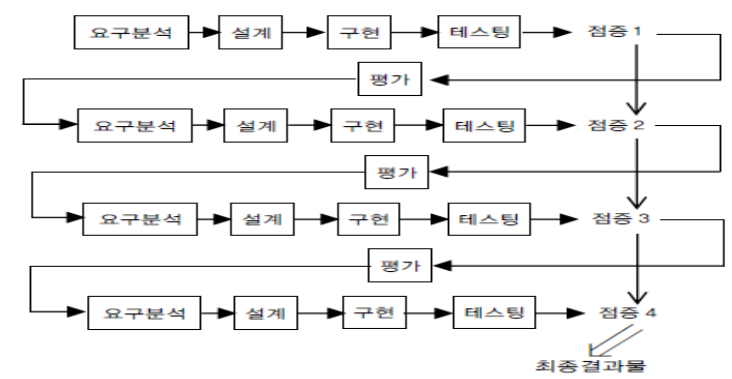 요구분석 설계 구현 테스팅 점증 1
평가
요구분석 설계 구현 테스팅 점증 2
평가
요구분석 설계 구현 테스팅 점증 3
평가
요구분석 설계 구현 테스팅 점증 4
최종결과물